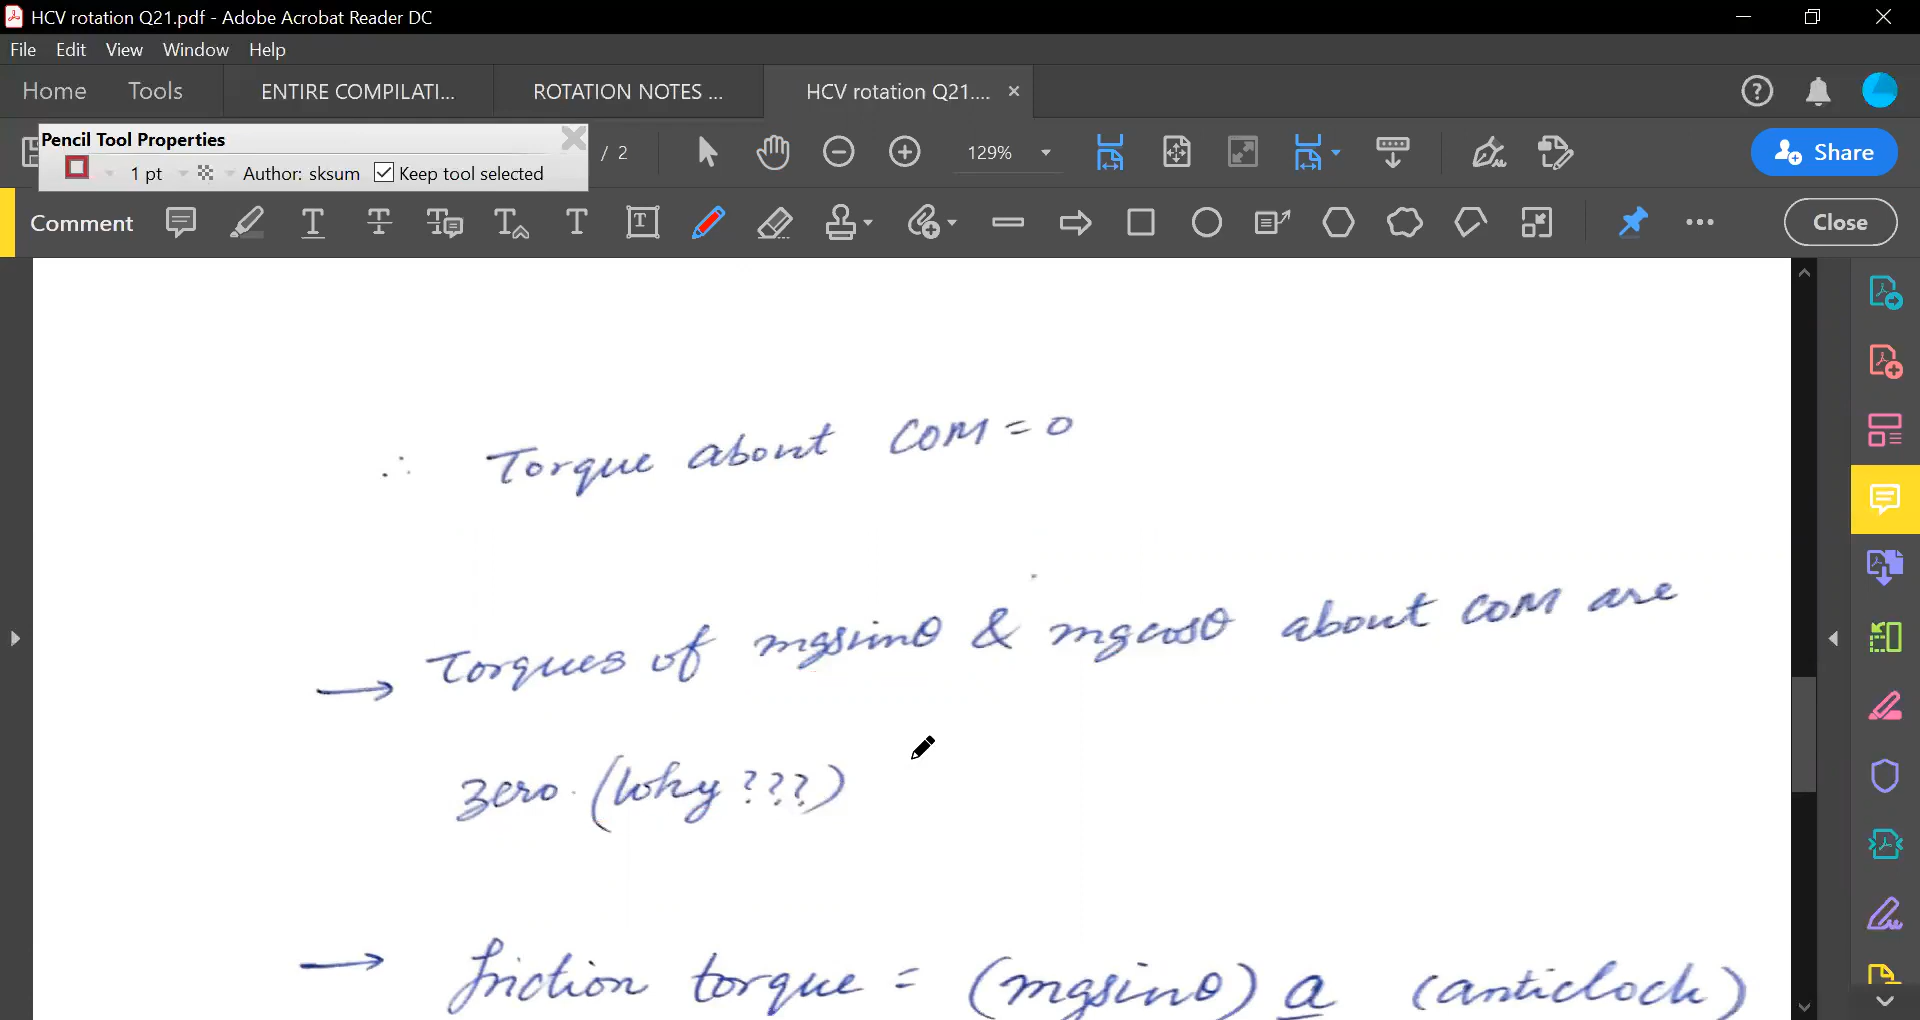 HCV rotation Q21.pdf - Adobe Acrobat Reader DC
File Edit View Window Help
Home Tools ENTIRE COMPILATI... ROTATION NOTES ... HCV rotation Q21....
Pencil Tool Properties
/ 2 129% Share
1 pt Author: sksum Keep tool selected
Comment Close
∴ Torque about COM = 0
→ Torques of mgsinθ & mgcosθ about COM are
zero. (Why ???)
→ friction torque = (mgsinθ) a (anticlock)